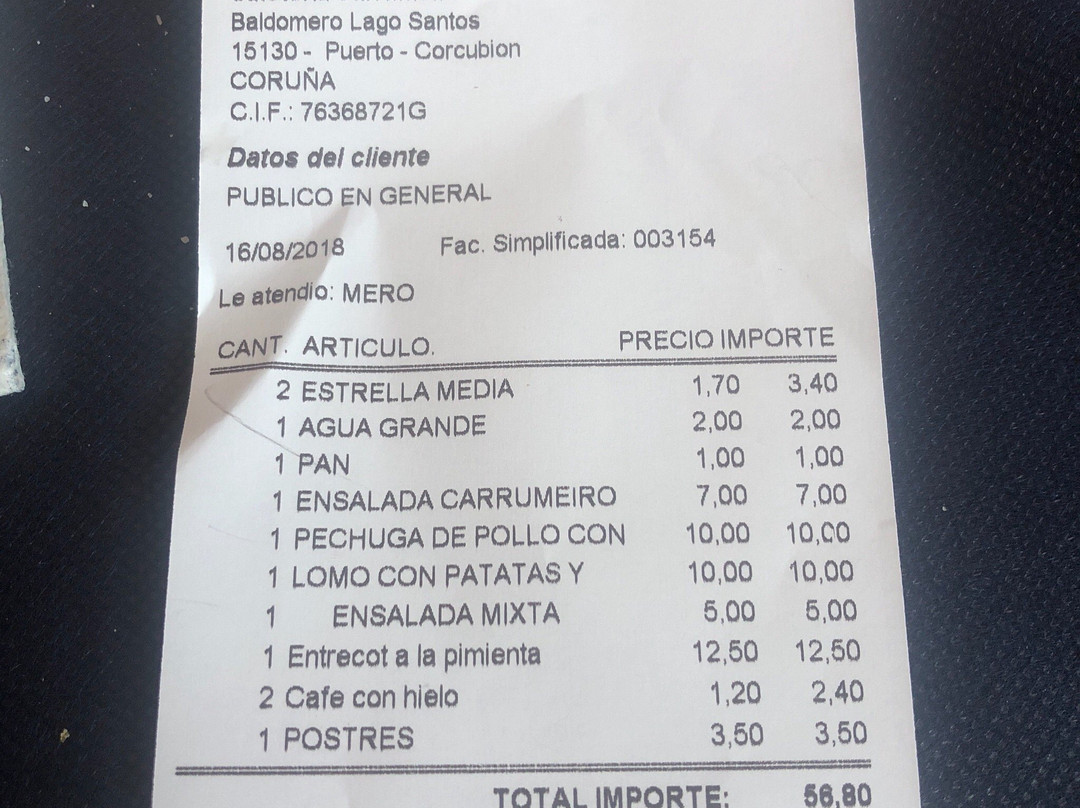 Baldomero Lago Santos
15130 - Puerto - Corcubion
CORUÑA
C.I.F.: 76368721G
Datos del cliente
PUBLICO EN GENERAL
16/08/2018 Fac. Simplificada: 003154
Le atendio: MERO
CANT. ARTICULO. PRECIO IMPORTE
2 ESTRELLA MEDIA 1,70 3,40
1 AGUA GRANDE 2,00 2,00
1 PAN 1,00 1,00
1 ENSALADA CARRUMEIRO 7,00 7,00
1 PECHUGA DE POLLO CON 10,00 10,00
1 LOMO CON PATATAS Y 10,00 10,00
1 ENSALADA MIXTA 5,00 5,00
1 Entrecot a la pimienta 12,50 12,50
2 Cafe con hielo 1,20 2,40
1 POSTRES 3,50 3,50
TOTAL IMPORTE: 56,80